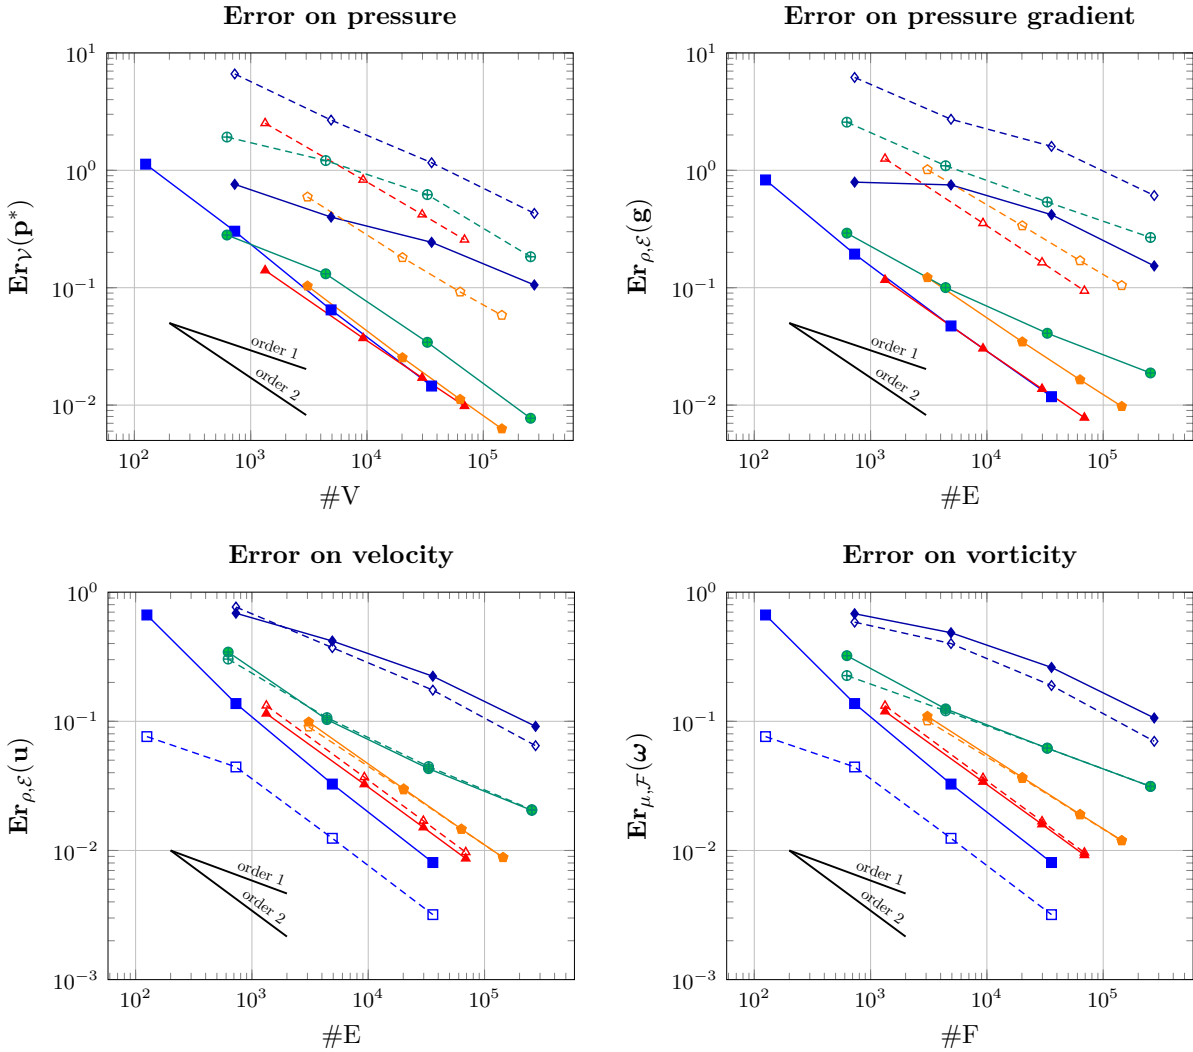 Error on pressure
10^1
10^0
10^−1
10^−2
Er_𝒱(p*)
order 1
order 2
10^2 10^3 10^4 10^5
#V
Error on pressure gradient
10^1
10^0
10^−1
10^−2
Er_ρ,ℰ(g)
order 1
order 2
10^2 10^3 10^4 10^5
#E
Error on velocity
10^0
10^−1
10^−2
10^−3
Er_ρ,ℰ(u)
order 1
order 2
10^2 10^3 10^4 10^5
#E
Error on vorticity
10^0
10^−1
10^−2
10^−3
Er_μ,ℱ(ω)
order 1
order 2
10^2 10^3 10^4 10^5
#F